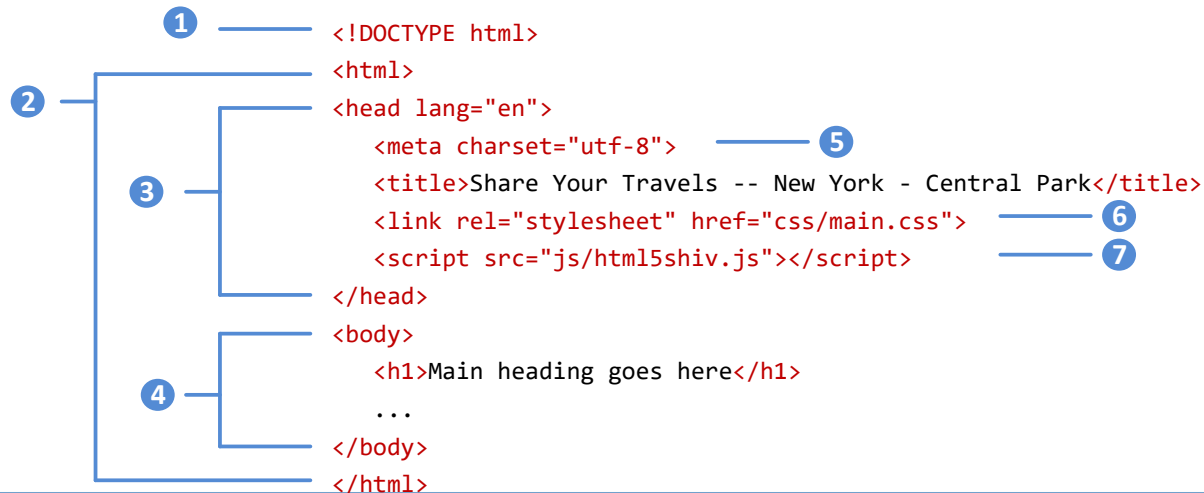 1 <!DOCTYPE html>
<html>
2 <head lang="en">
<meta charset="utf-8"> 5
3 <title>Share Your Travels -- New York - Central Park</title>
<link rel="stylesheet" href="css/main.css"> 6
<script src="js/html5shiv.js"></script> 7
</head>
<body>
<h1>Main heading goes here</h1>
4 ...
</body>
</html>